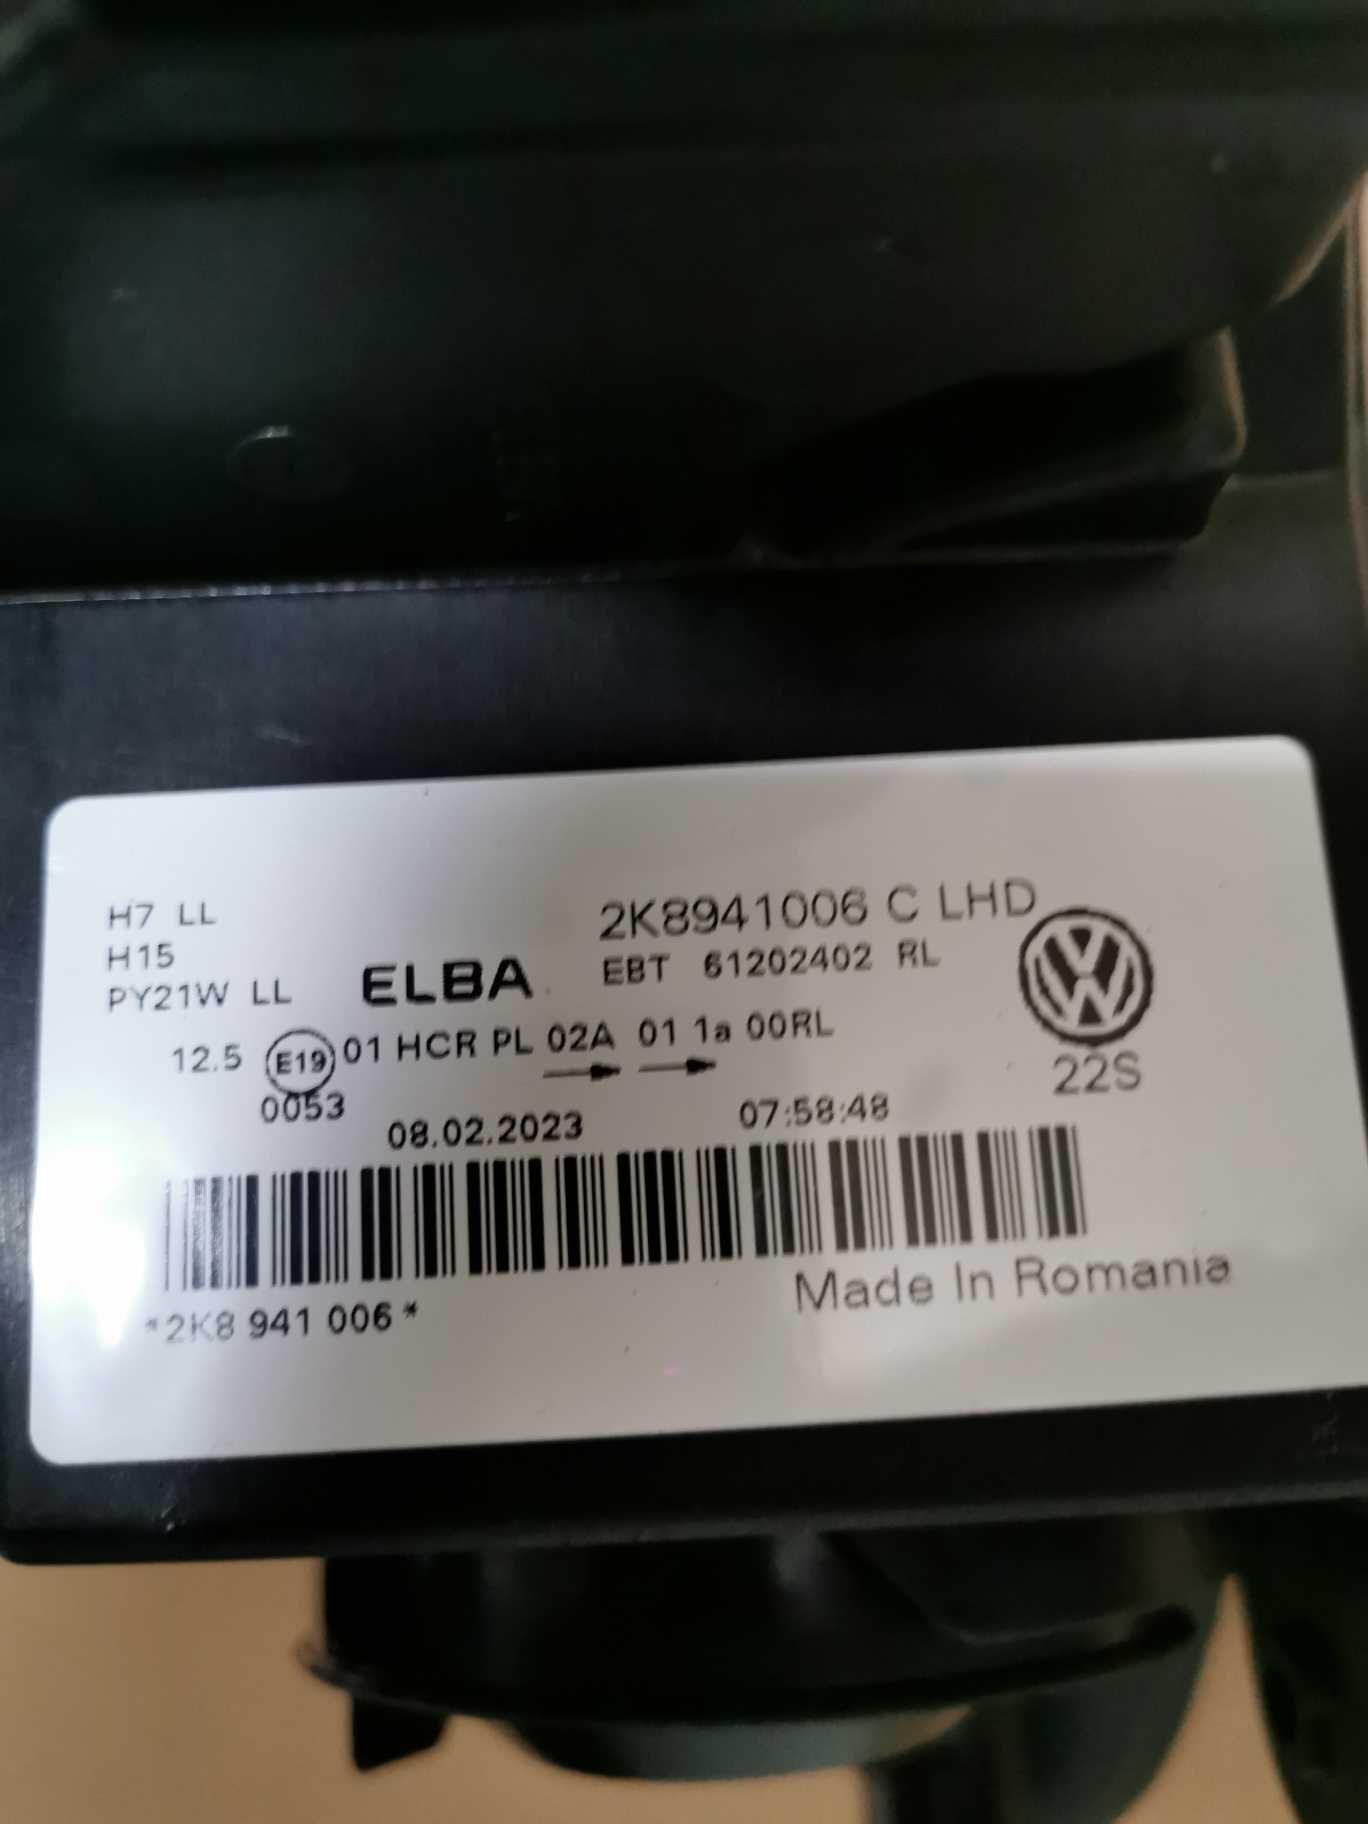 H7 LL
H15
PY21W LL
ELBA
2K8941006 C LHD
EBT 61202402 RL
12.5 E19 01 HCR PL 02A 01 1a 00RL
0053
22S
08.02.2023 07:58:48
*2K8 941 006*
Made In Romania